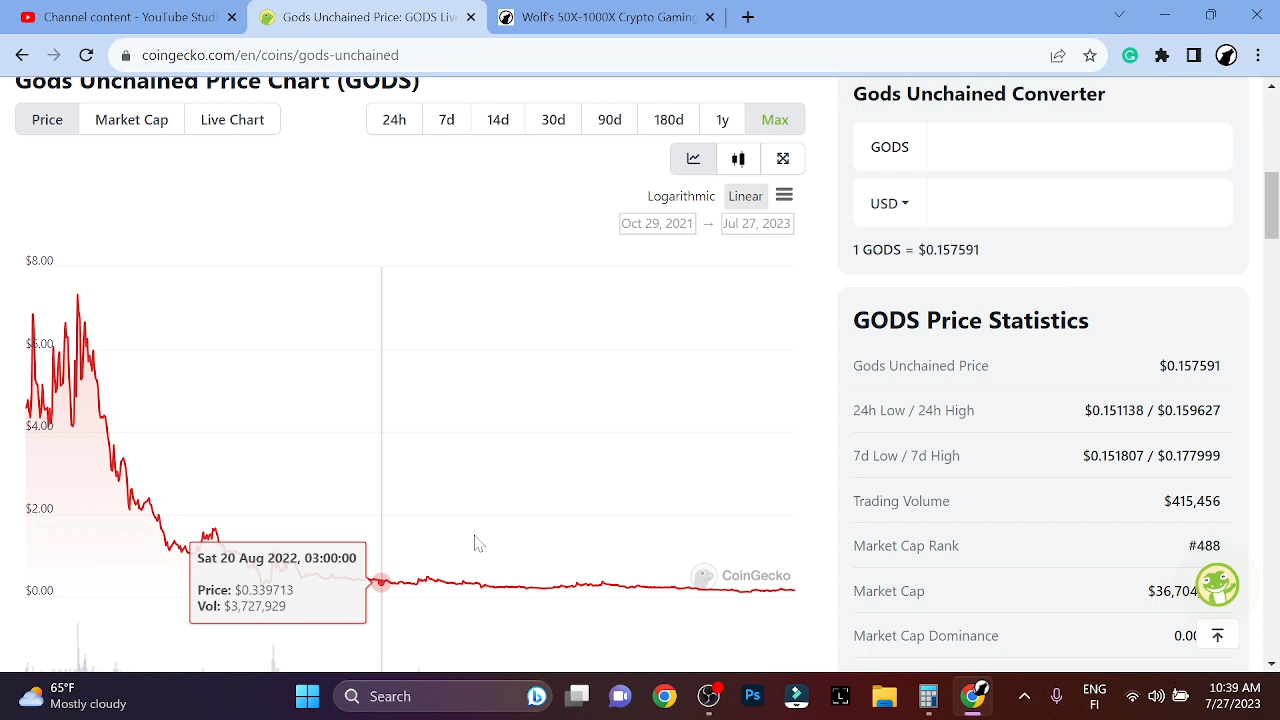 Content - YouTube Studi
Gods Unchained Price: GODS Live
Wolf's 50X-1000X Crypto Gaming
coingecko.com/en/coins/gods-unchained
Gods Unchained Price Chart (GODS)
Price Market Cap Live Chart
24h 7d 14d 30d 90d 180d 1y Max
Logarithmic Linear
Oct 29, 2021 → Jul 27, 2023
$8.00
$6.00
$4.00
$2.00
$0.00
Sat 20 Aug 2022, 03:00:00
Price: $0.339713
Vol: $3,727,929
CoinGecko
Gods Unchained Converter
GODS
USD
1 GODS = $0.157591
GODS Price Statistics
Gods Unchained Price $0.157591
24h Low / 24h High $0.151138 / $0.159627
7d Low / 7d High $0.151807 / $0.177999
Trading Volume $415,456
Market Cap Rank #488
Market Cap $36,704
Market Cap Dominance 0.00
65°F
Mostly cloudy
Search
Ps
L
ENG
FI
10:39 AM
7/27/2023